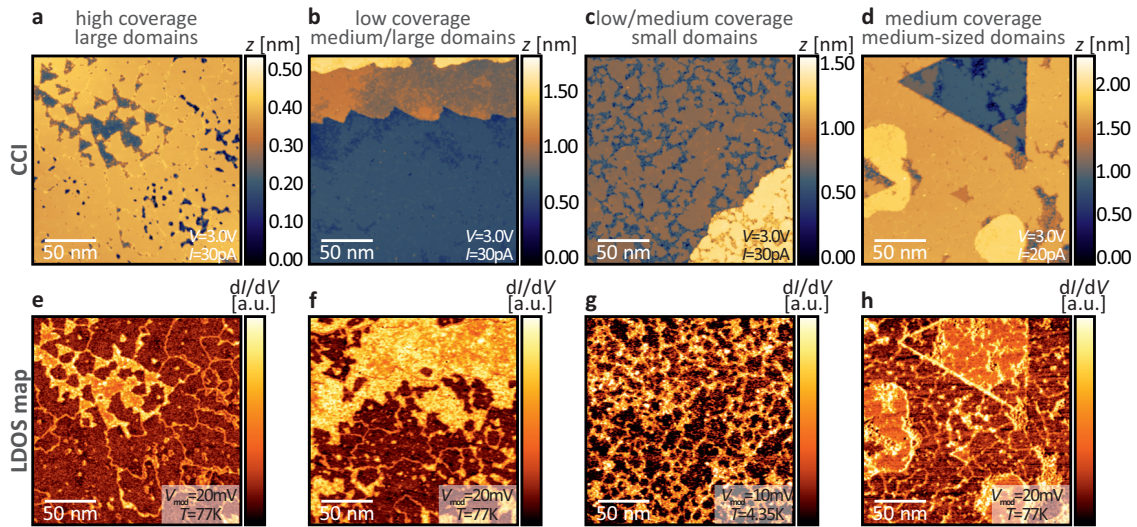 a high coverage
large domains
z [nm]
b low coverage
medium/large domains
z [nm]
c low/medium coverage
small domains
z [nm]
d medium coverage
medium-sized domains
z [nm]
CCI
50 nm
V=3.0V
I=30pA
0.50
0.40
0.30
0.20
0.10
0.00
50 nm
V=3.0V
I=30pA
1.50
1.00
0.50
0.00
50 nm
V=3.0V
I=30pA
1.50
1.00
0.50
0.00
50 nm
V=3.0V
I=20pA
2.00
1.50
1.00
0.50
0.00
LDOS map
e
dI/dV
[a.u.]
50 nm
Vmod=20mV
T=77K
f
dI/dV
[a.u.]
50 nm
Vmod=20mV
T=77K
g
dI/dV
[a.u.]
50 nm
Vmod=10mV
T=4.35K
h
dI/dV
[a.u.]
50 nm
Vmod=20mV
T=77K